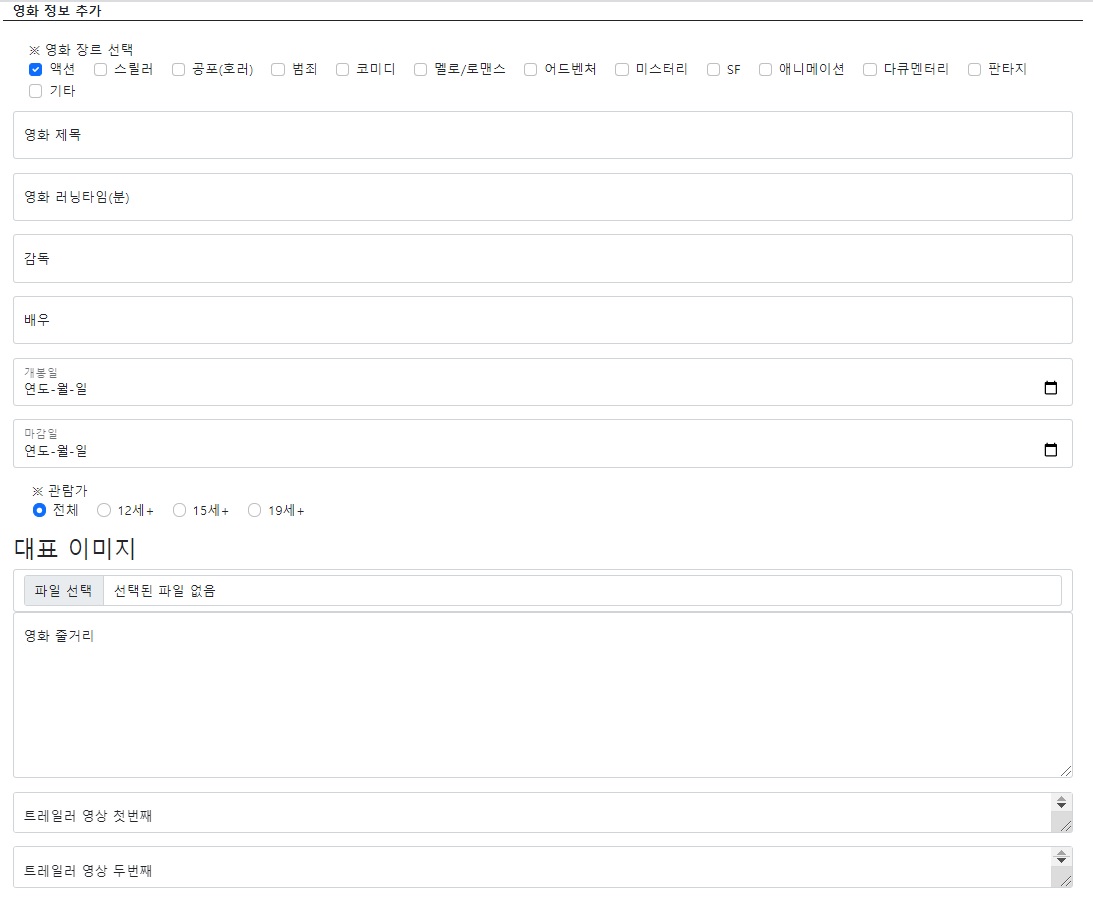 영화 정보 추가
※ 영화 장르 선택
액션 스릴러 공포(호러) 범죄 코미디 멜로/로맨스 어드벤처 미스터리 SF 애니메이션 다큐멘터리 판타지
기타
영화 제목
영화 러닝타임(분)
감독
배우
개봉일
연도-월-일
마감일
연도-월-일
※ 관람가
전체 12세+ 15세+ 19세+
대표 이미지
파일 선택 선택된 파일 없음
영화 줄거리
트레일러 영상 첫번째
트레일러 영상 두번째